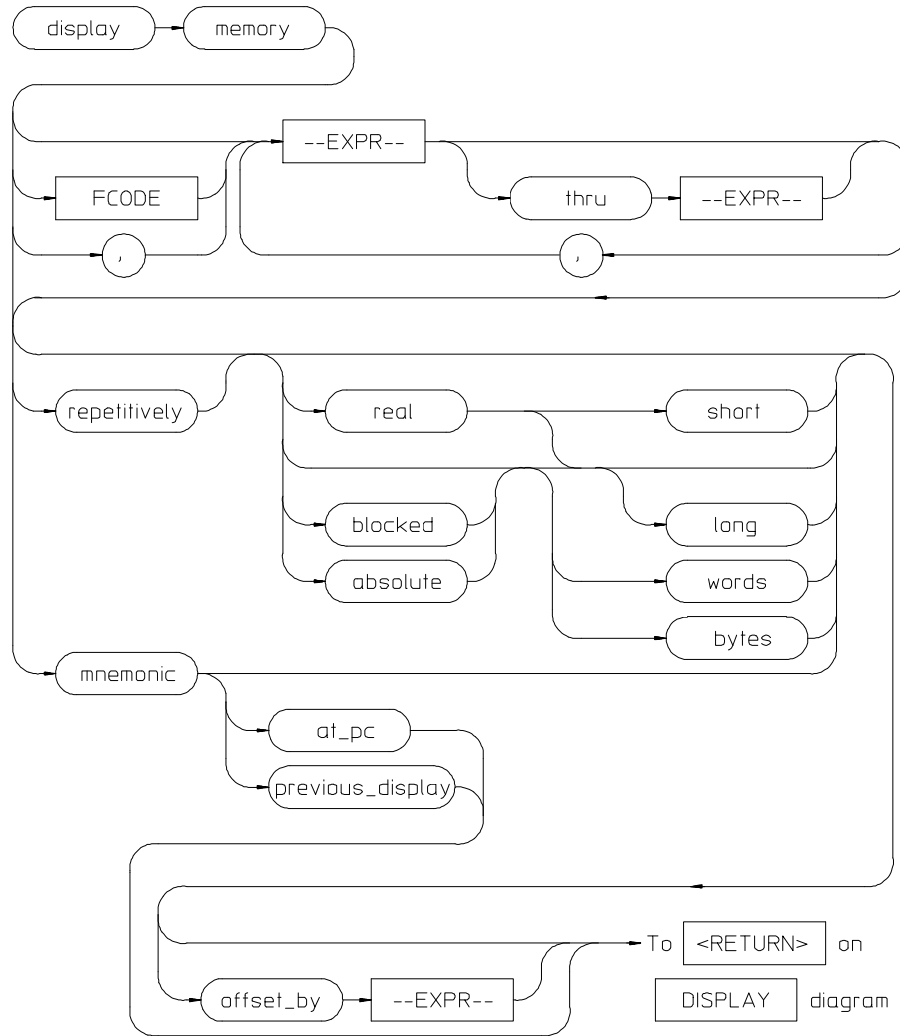 display memory
--EXPR--
FCODE thru --EXPR--
, ,
repetitively real short
blocked long
absolute words
bytes
mnemonic
at_pc
previous_display
To <RETURN> on
offset_by --EXPR-- DISPLAY diagram